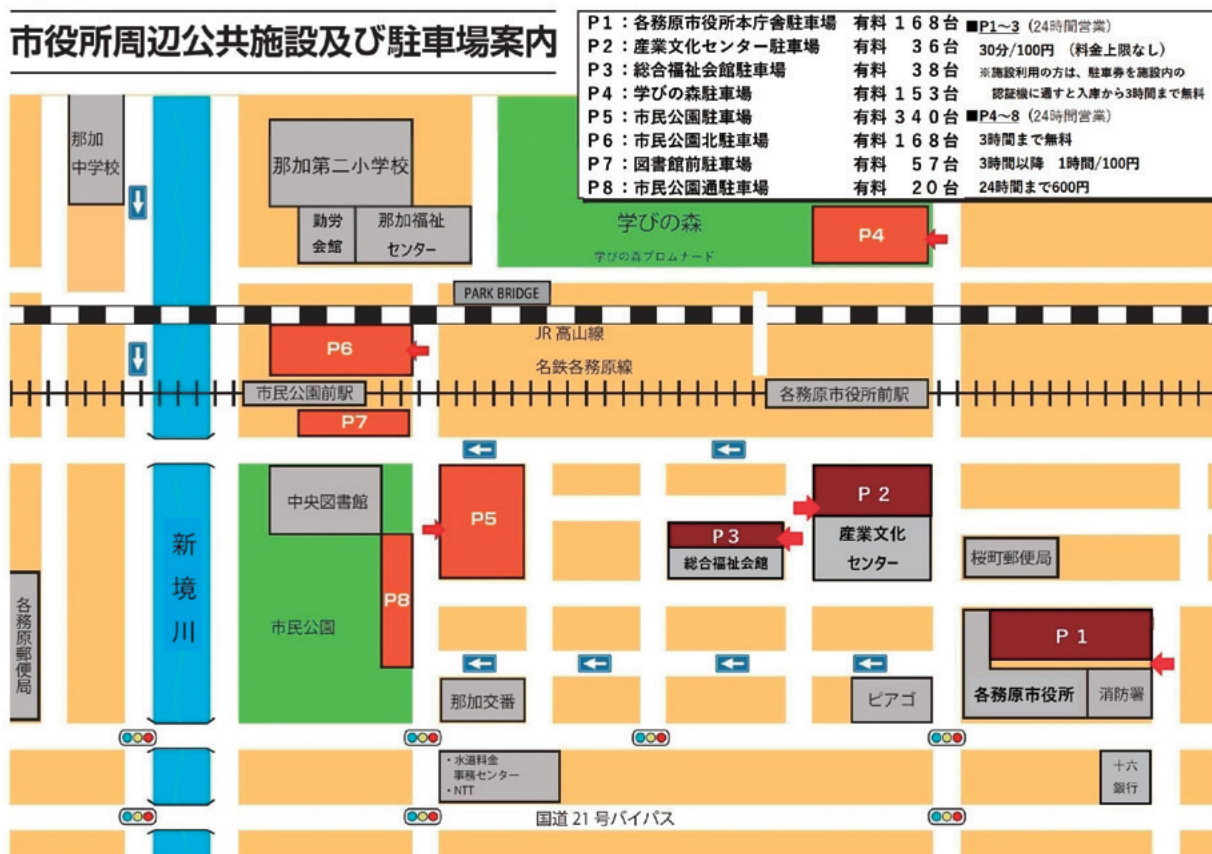 市役所周辺公共施設及び駐車場案内
P1：各務原市役所本庁舎駐車場 有料 168台
P2：産業文化センター駐車場 有料 36台
P3：総合福祉会館駐車場 有料 38台
P4：学びの森駐車場 有料 153台
P5：市民公園駐車場 有料 340台
P6：市民公園北駐車場 有料 168台
P7：図書館前駐車場 有料 57台
P8：市民公園通駐車場 有料 20台
■P1～3（24時間営業）
30分/100円 （料金上限なし）
※施設利用の方は、駐車券を施設内の
認証機に通すと入庫から3時間まで無料
■P4～8（24時間営業）
3時間まで無料
3時間以降 1時間/100円
24時間まで600円
那加
中学校
那加第二小学校
勤労
会館
那加福祉
センター
学びの森
学びの森プロムナード
P4
PARK BRIDGE
JR高山線
P6
名鉄各務原線
市民公園前駅
各務原市役所前駅
P7
中央図書館
P5
P2
産業文化
センター
P3
総合福祉会館
桜町郵便局
新境川
各務原郵便局
市民公園
P8
P1
各務原市役所
消防署
那加交番
ピアゴ
・水道料金
事務センター
・NTT
十六
銀行
国道21号バイパス